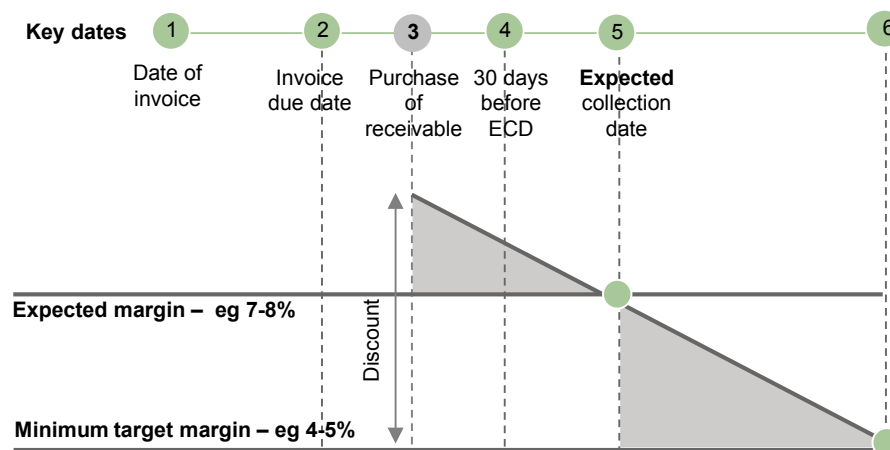 Key dates
1
2
3
4
5
6
Date of
invoice
Invoice
due date
Purchase
of
receivable
30 days
before
ECD
Expected
collection
date
Discount
Expected margin – eg 7-8%
Minimum target margin – eg 4-5%